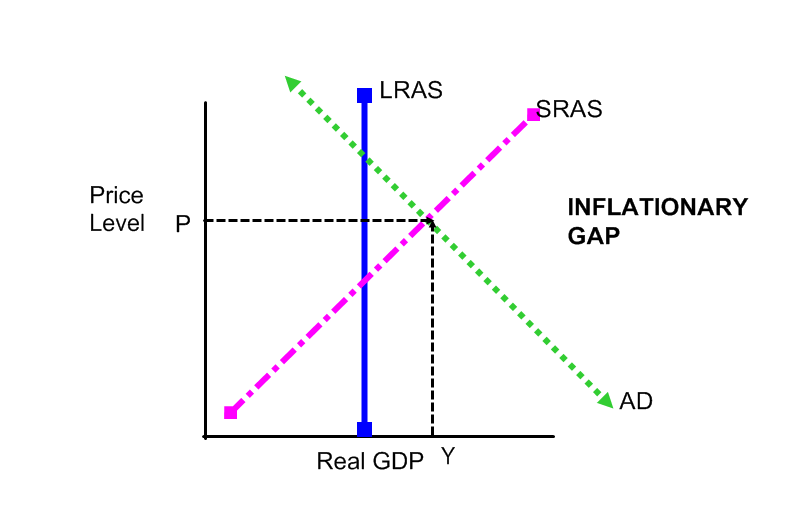 LRAS
SRAS
Price
Level
P
INFLATIONARY
GAP
AD
Real GDP
Y